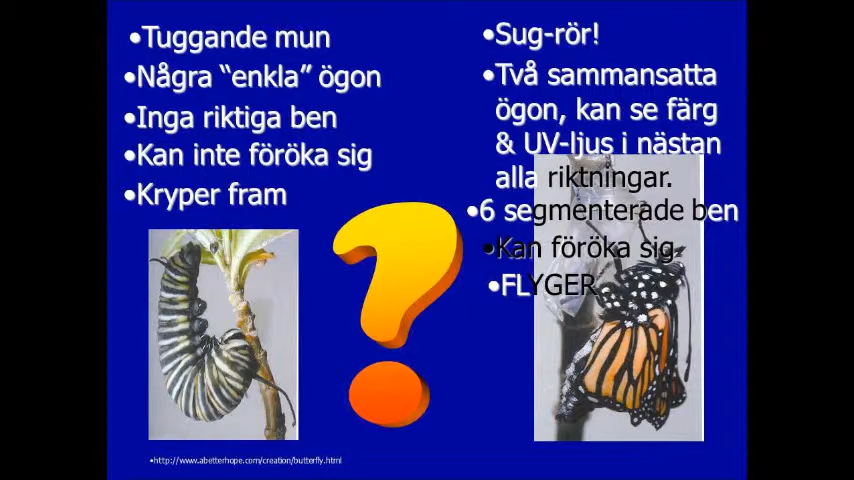 •Tuggande mun
•Några “enkla” ögon
•Inga riktiga ben
•Kan inte föröka sig
•Kryper fram
•Sug-rör!
•Två sammansatta
ögon, kan se färg
& UV-ljus i nästan
alla riktningar.
•6 segmenterade ben
•Kan föröka sig
•FLYGER
•http://www.abetterhope.com/creation/butterfly.html